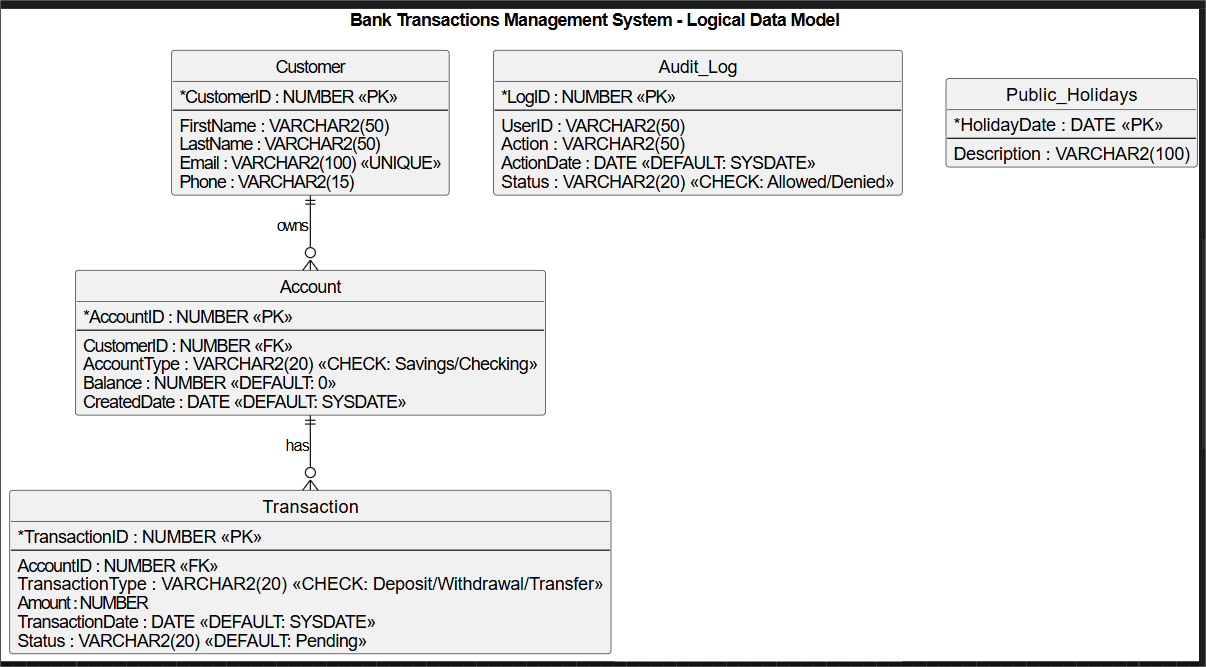 Bank Transactions Management System - Logical Data Model
Customer
*CustomerID : NUMBER «PK»
FirstName : VARCHAR2(50)
LastName : VARCHAR2(50)
Email : VARCHAR2(100) «UNIQUE»
Phone : VARCHAR2(15)
Audit_Log
*LogID : NUMBER «PK»
UserID : VARCHAR2(50)
Action : VARCHAR2(50)
ActionDate : DATE «DEFAULT: SYSDATE»
Status : VARCHAR2(20) «CHECK: Allowed/Denied»
Public_Holidays
*HolidayDate : DATE «PK»
Description : VARCHAR2(100)
owns
Account
*AccountID : NUMBER «PK»
CustomerID : NUMBER «FK»
AccountType : VARCHAR2(20) «CHECK: Savings/Checking»
Balance : NUMBER «DEFAULT: 0»
CreatedDate : DATE «DEFAULT: SYSDATE»
has
Transaction
*TransactionID : NUMBER «PK»
AccountID : NUMBER «FK»
TransactionType : VARCHAR2(20) «CHECK: Deposit/Withdrawal/Transfer»
Amount : NUMBER
TransactionDate : DATE «DEFAULT: SYSDATE»
Status : VARCHAR2(20) «DEFAULT: Pending»